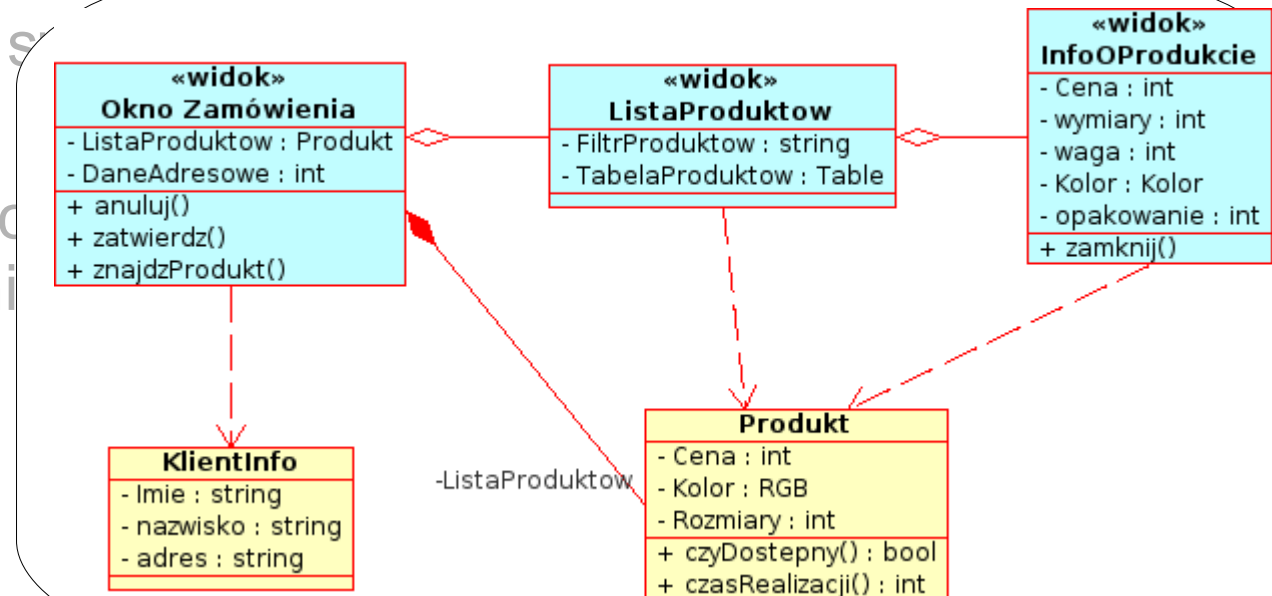 «widok»
Okno Zamówienia
- ListaProduktow : Produkt
- DaneAdresowe : int
+ anuluj()
+ zatwierdz()
+ znajdzProdukt()
«widok»
ListaProduktow
- FiltrProduktow : string
- TabelaProduktow : Table
«widok»
InfoOProdukcie
- Cena : int
- wymiary : int
- waga : int
- Kolor : Kolor
- opakowanie : int
+ zamknij()
KlientInfo
- Imie : string
- nazwisko : string
- adres : string
-ListaProduktow
Produkt
- Cena : int
- Kolor : RGB
- Rozmiary : int
+ czyDostepny() : bool
+ czasRealizacji() : int